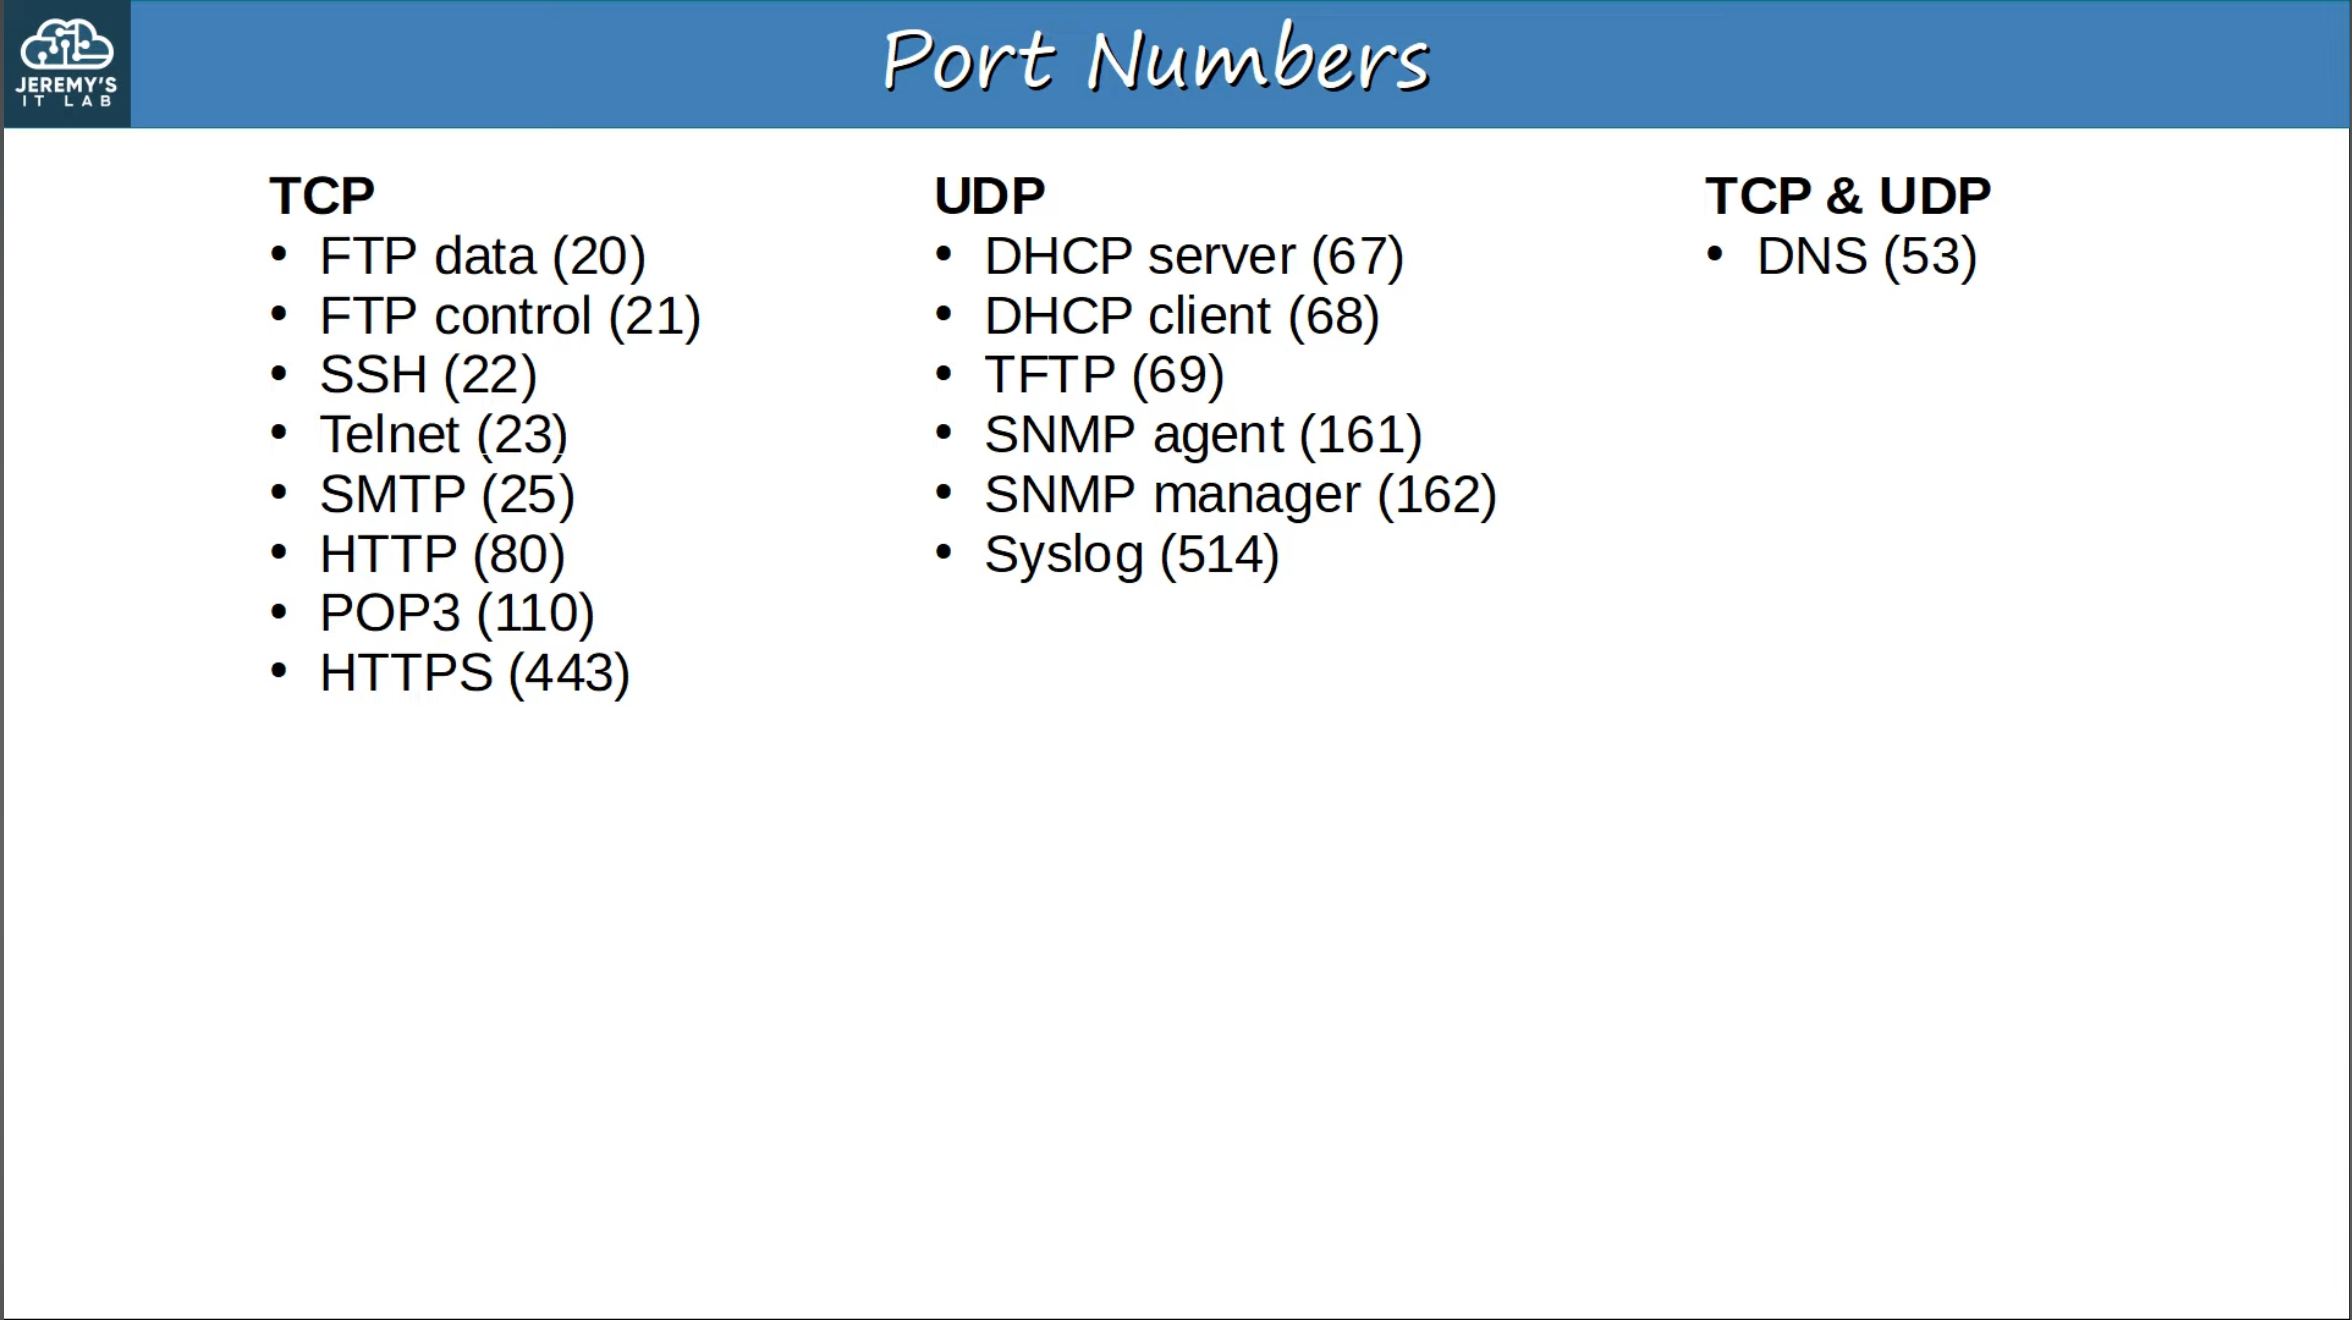 JEREMY'S
IT LAB
Port Numbers
TCP
• FTP data (20)
• FTP control (21)
• SSH (22)
• Telnet (23)
• SMTP (25)
• HTTP (80)
• POP3 (110)
• HTTPS (443)
UDP
• DHCP server (67)
• DHCP client (68)
• TFTP (69)
• SNMP agent (161)
• SNMP manager (162)
• Syslog (514)
TCP & UDP
• DNS (53)